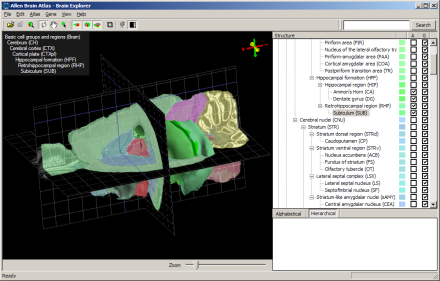 Allen Brain Atlas - Brain Explorer
File Edit Atlas Gene View Help
Search
Basic cell groups and regions (Brain)
Cerebrum (CH)
Cerebral cortex (CTX)
Cortical plate (CTXpl)
Hippocampal formation (HPF)
Retrohippocampal region (RHP)
Subiculum (SUB)
Structure A S
Piriform area (PIR)
Nucleus of the lateral olfactory tra
Piriform-amygdalar area (PAA)
Cortical amygdalar area (COA)
Postpiriform transition area (TR)
Hippocampal formation (HPF)
Hippocampal region (HIP)
Ammon's Horn (CA)
Dentate gyrus (DG)
Retrohippocampal region (RHP)
Subiculum (SUB)
Cerebral nuclei (CNU)
Striatum (STR)
Striatum dorsal region (STRd)
Caudoputamen (CP)
Striatum ventral region (STRv)
Nucleus accumbens (ACB)
Fundus of striatum (FS)
Olfactory tubercle (OT)
Lateral septal complex (LSX)
Lateral septal nucleus (LS)
Septofimbrial nucleus (SF)
Striatum-like amygdalar nuclei (sAMY)
Central amygdalar nucleus (CEA)
Alphabetical Hierarchical
Zoom
Ready